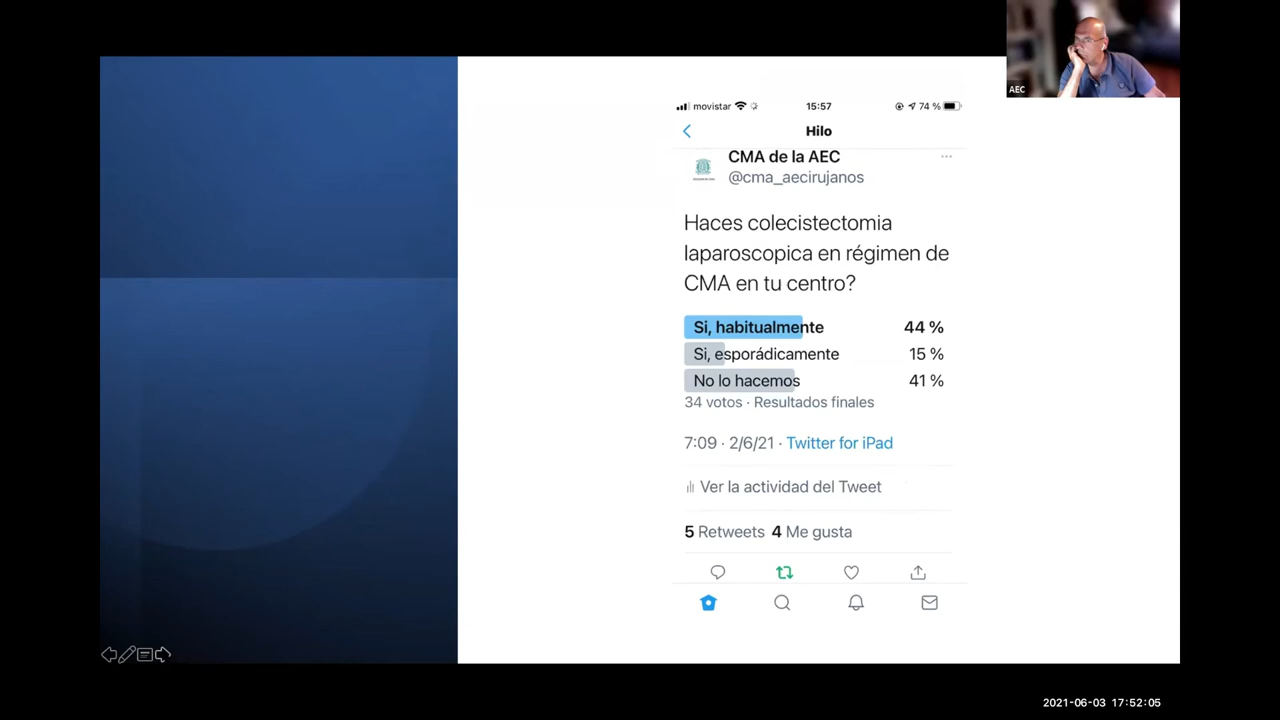 AEC
movistar 15:57 74 %
Hilo
CMA de la AEC
@cma_aecirujanos
Haces colecistectomia
laparoscopica en régimen de
CMA en tu centro?
Si, habitualmente 44 %
Si, esporádicamente 15 %
No lo hacemos 41 %
34 votos · Resultados finales
7:09 · 2/6/21 · Twitter for iPad
Ver la actividad del Tweet
5 Retweets 4 Me gusta
2021-06-03 17:52:05